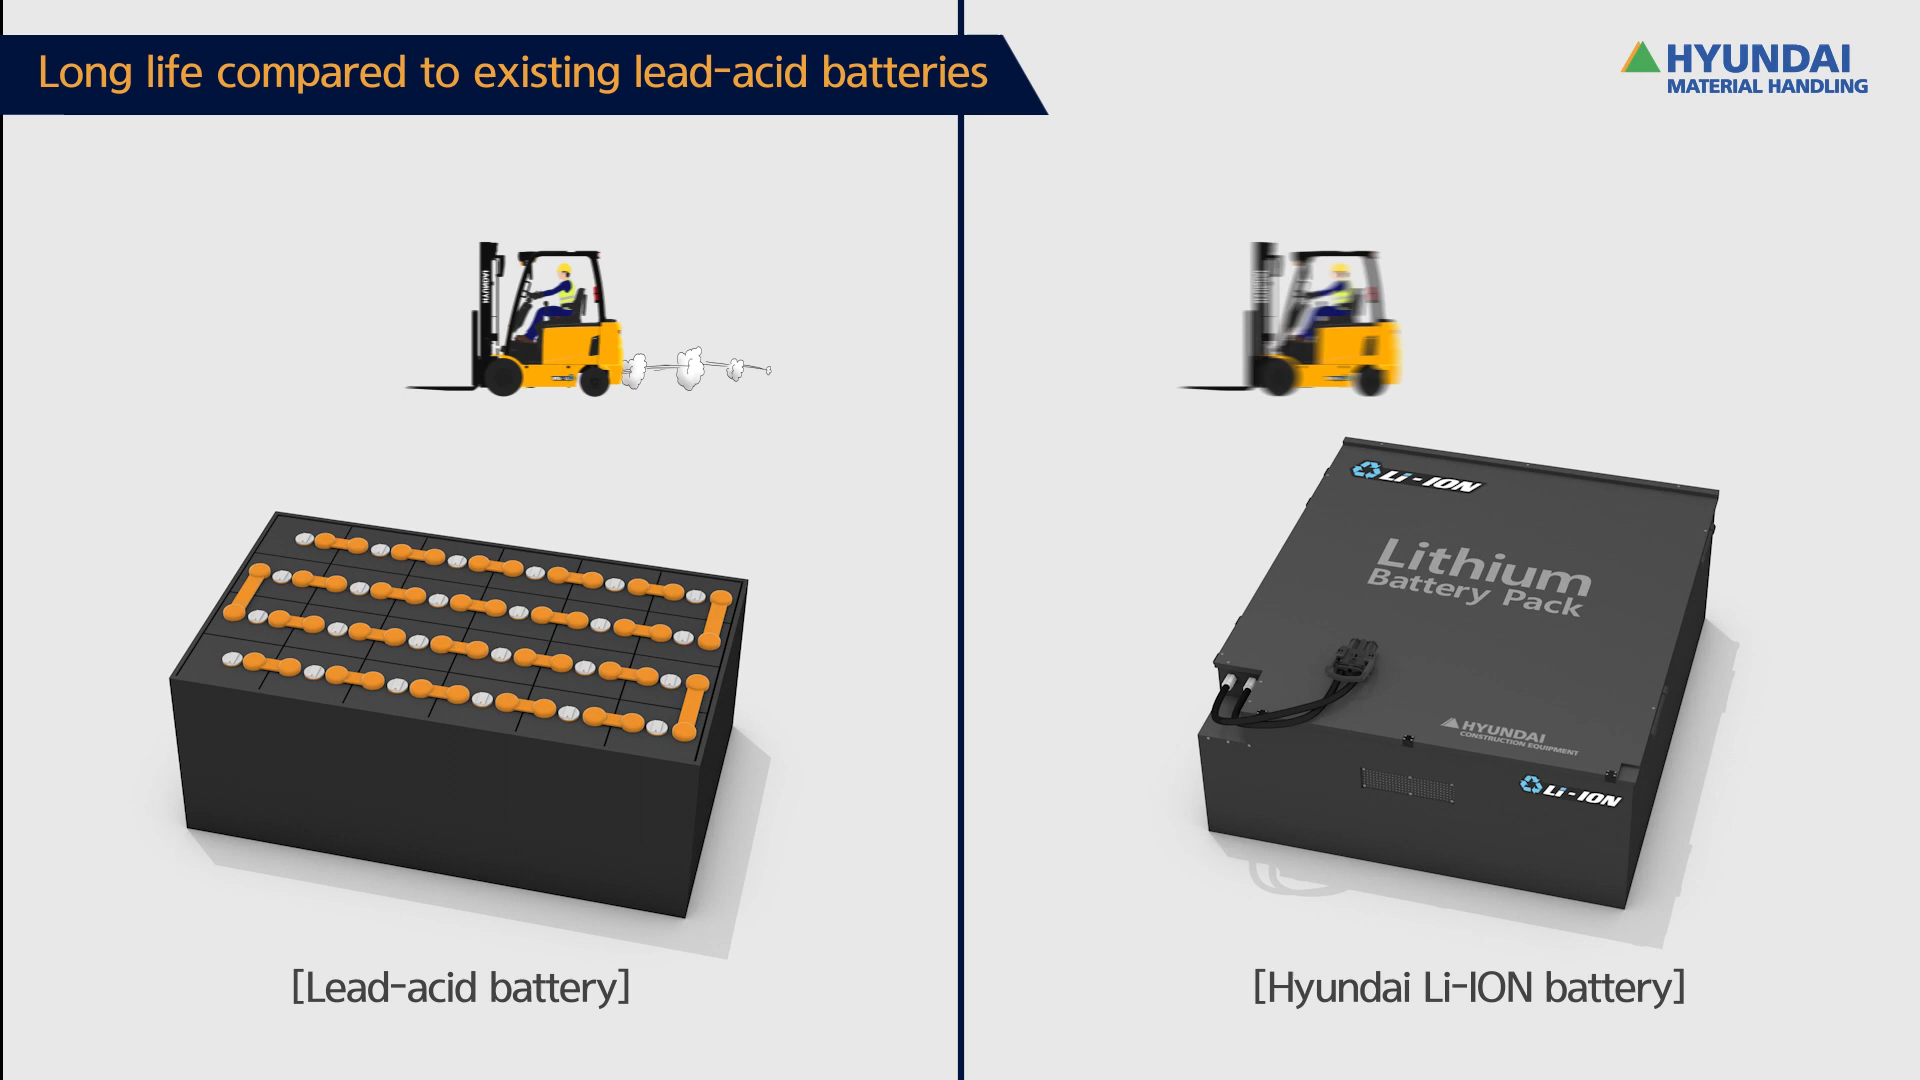 Long life compared to existing lead-acid batteries
HYUNDAI
MATERIAL HANDLING
HYUNDAI
Li-ION
Lithium
Battery Pack
HYUNDAI
CONSTRUCTION EQUIPMENT
Li-ION
[Lead-acid battery]
[Hyundai Li-ION battery]